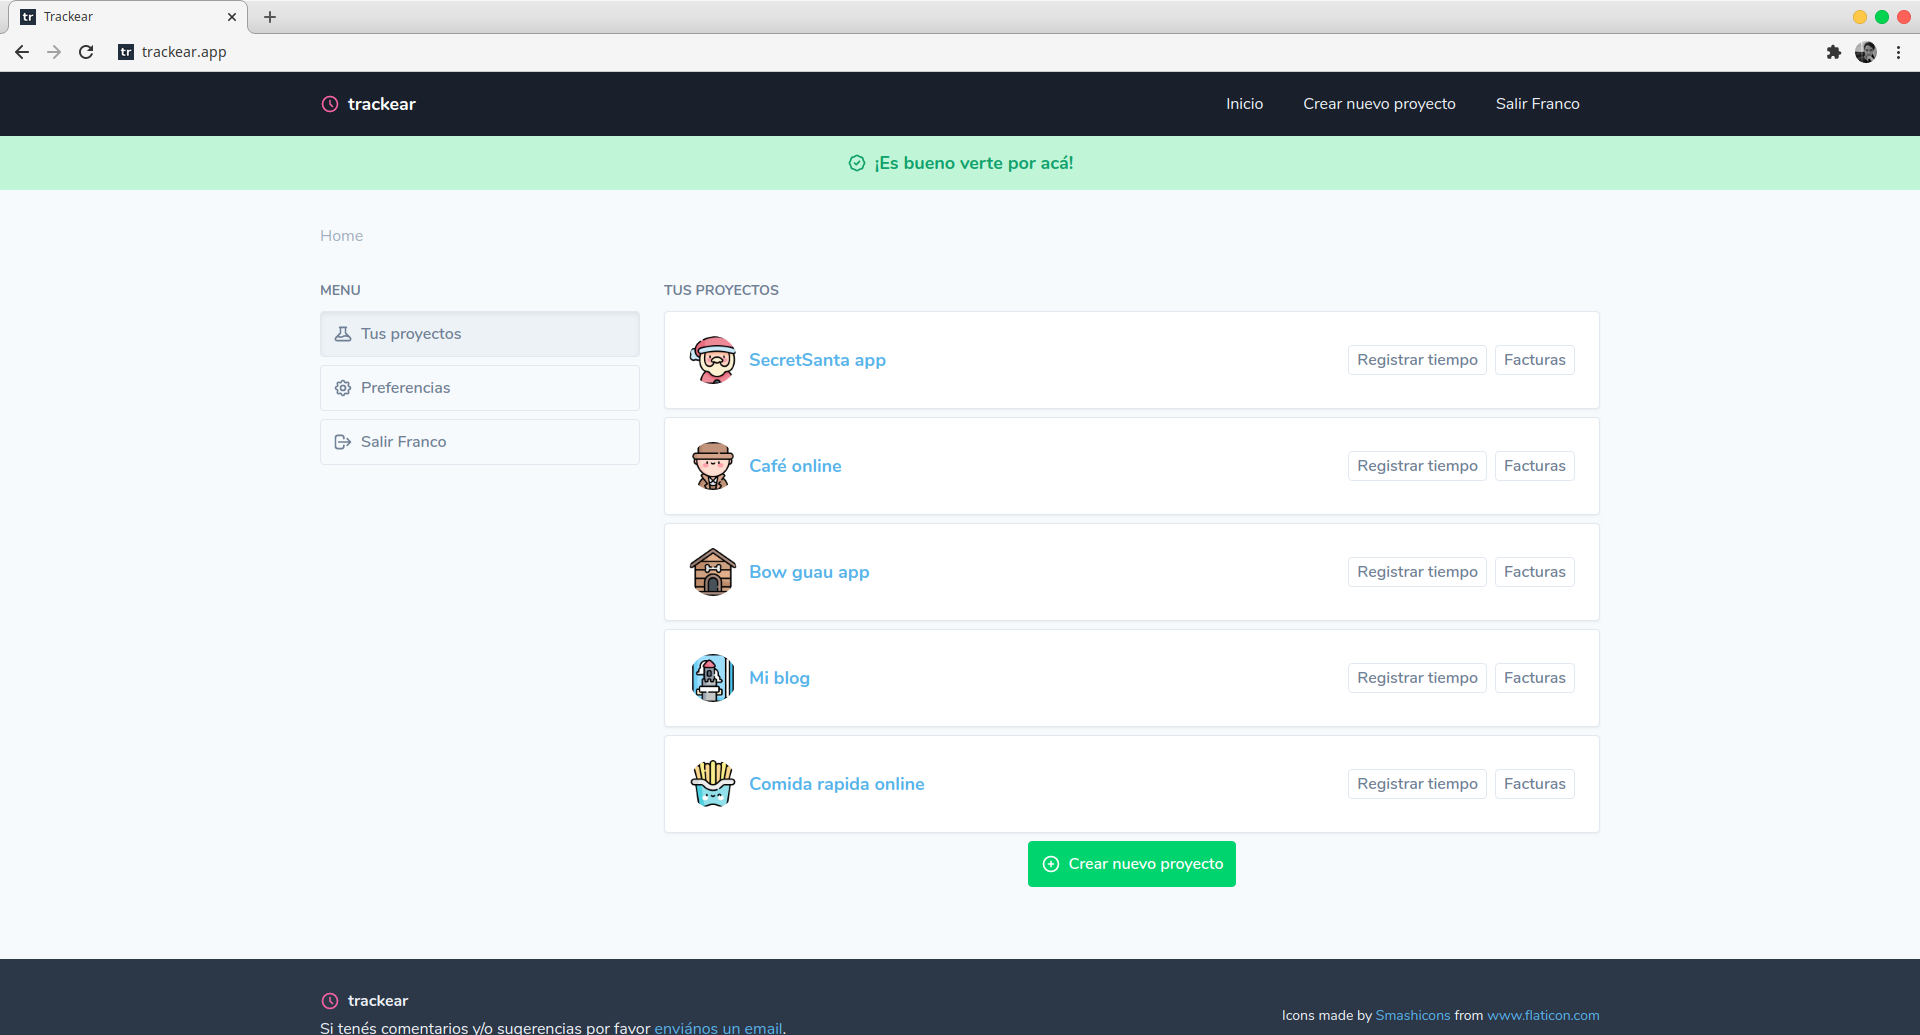 tr Trackear
tr trackear.app
trackear Inicio Crear nuevo proyecto Salir Franco
¡Es bueno verte por acá!
Home
MENU
Tus proyectos
Preferencias
Salir Franco
TUS PROYECTOS
SecretSanta app Registrar tiempo Facturas
Café online Registrar tiempo Facturas
Bow guau app Registrar tiempo Facturas
Mi blog Registrar tiempo Facturas
Comida rapida online Registrar tiempo Facturas
Crear nuevo proyecto
trackear
Si tenés comentarios y/o sugerencias por favor enviános un email.
Icons made by Smashicons from www.flaticon.com